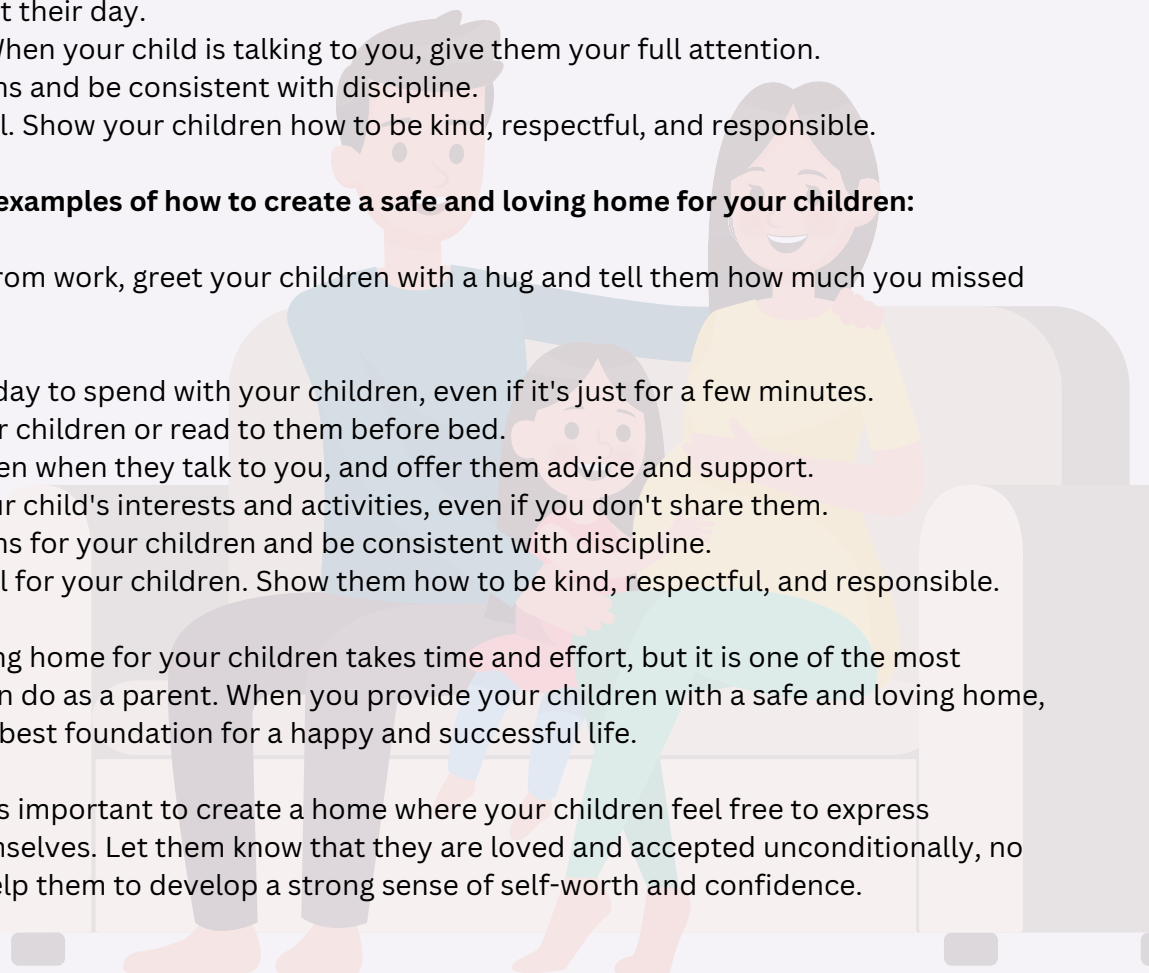 t their day.
When your child is talking to you, give them your full attention.
ns and be consistent with discipline.
l. Show your children how to be kind, respectful, and responsible.
examples of how to create a safe and loving home for your children:
rom work, greet your children with a hug and tell them how much you missed
day to spend with your children, even if it's just for a few minutes.
r children or read to them before bed.
en when they talk to you, and offer them advice and support.
ur child's interests and activities, even if you don't share them.
ns for your children and be consistent with discipline.
l for your children. Show them how to be kind, respectful, and responsible.
ng home for your children takes time and effort, but it is one of the most
n do as a parent. When you provide your children with a safe and loving home,
best foundation for a happy and successful life.
s important to create a home where your children feel free to express
mselves. Let them know that they are loved and accepted unconditionally, no
elp them to develop a strong sense of self-worth and confidence.